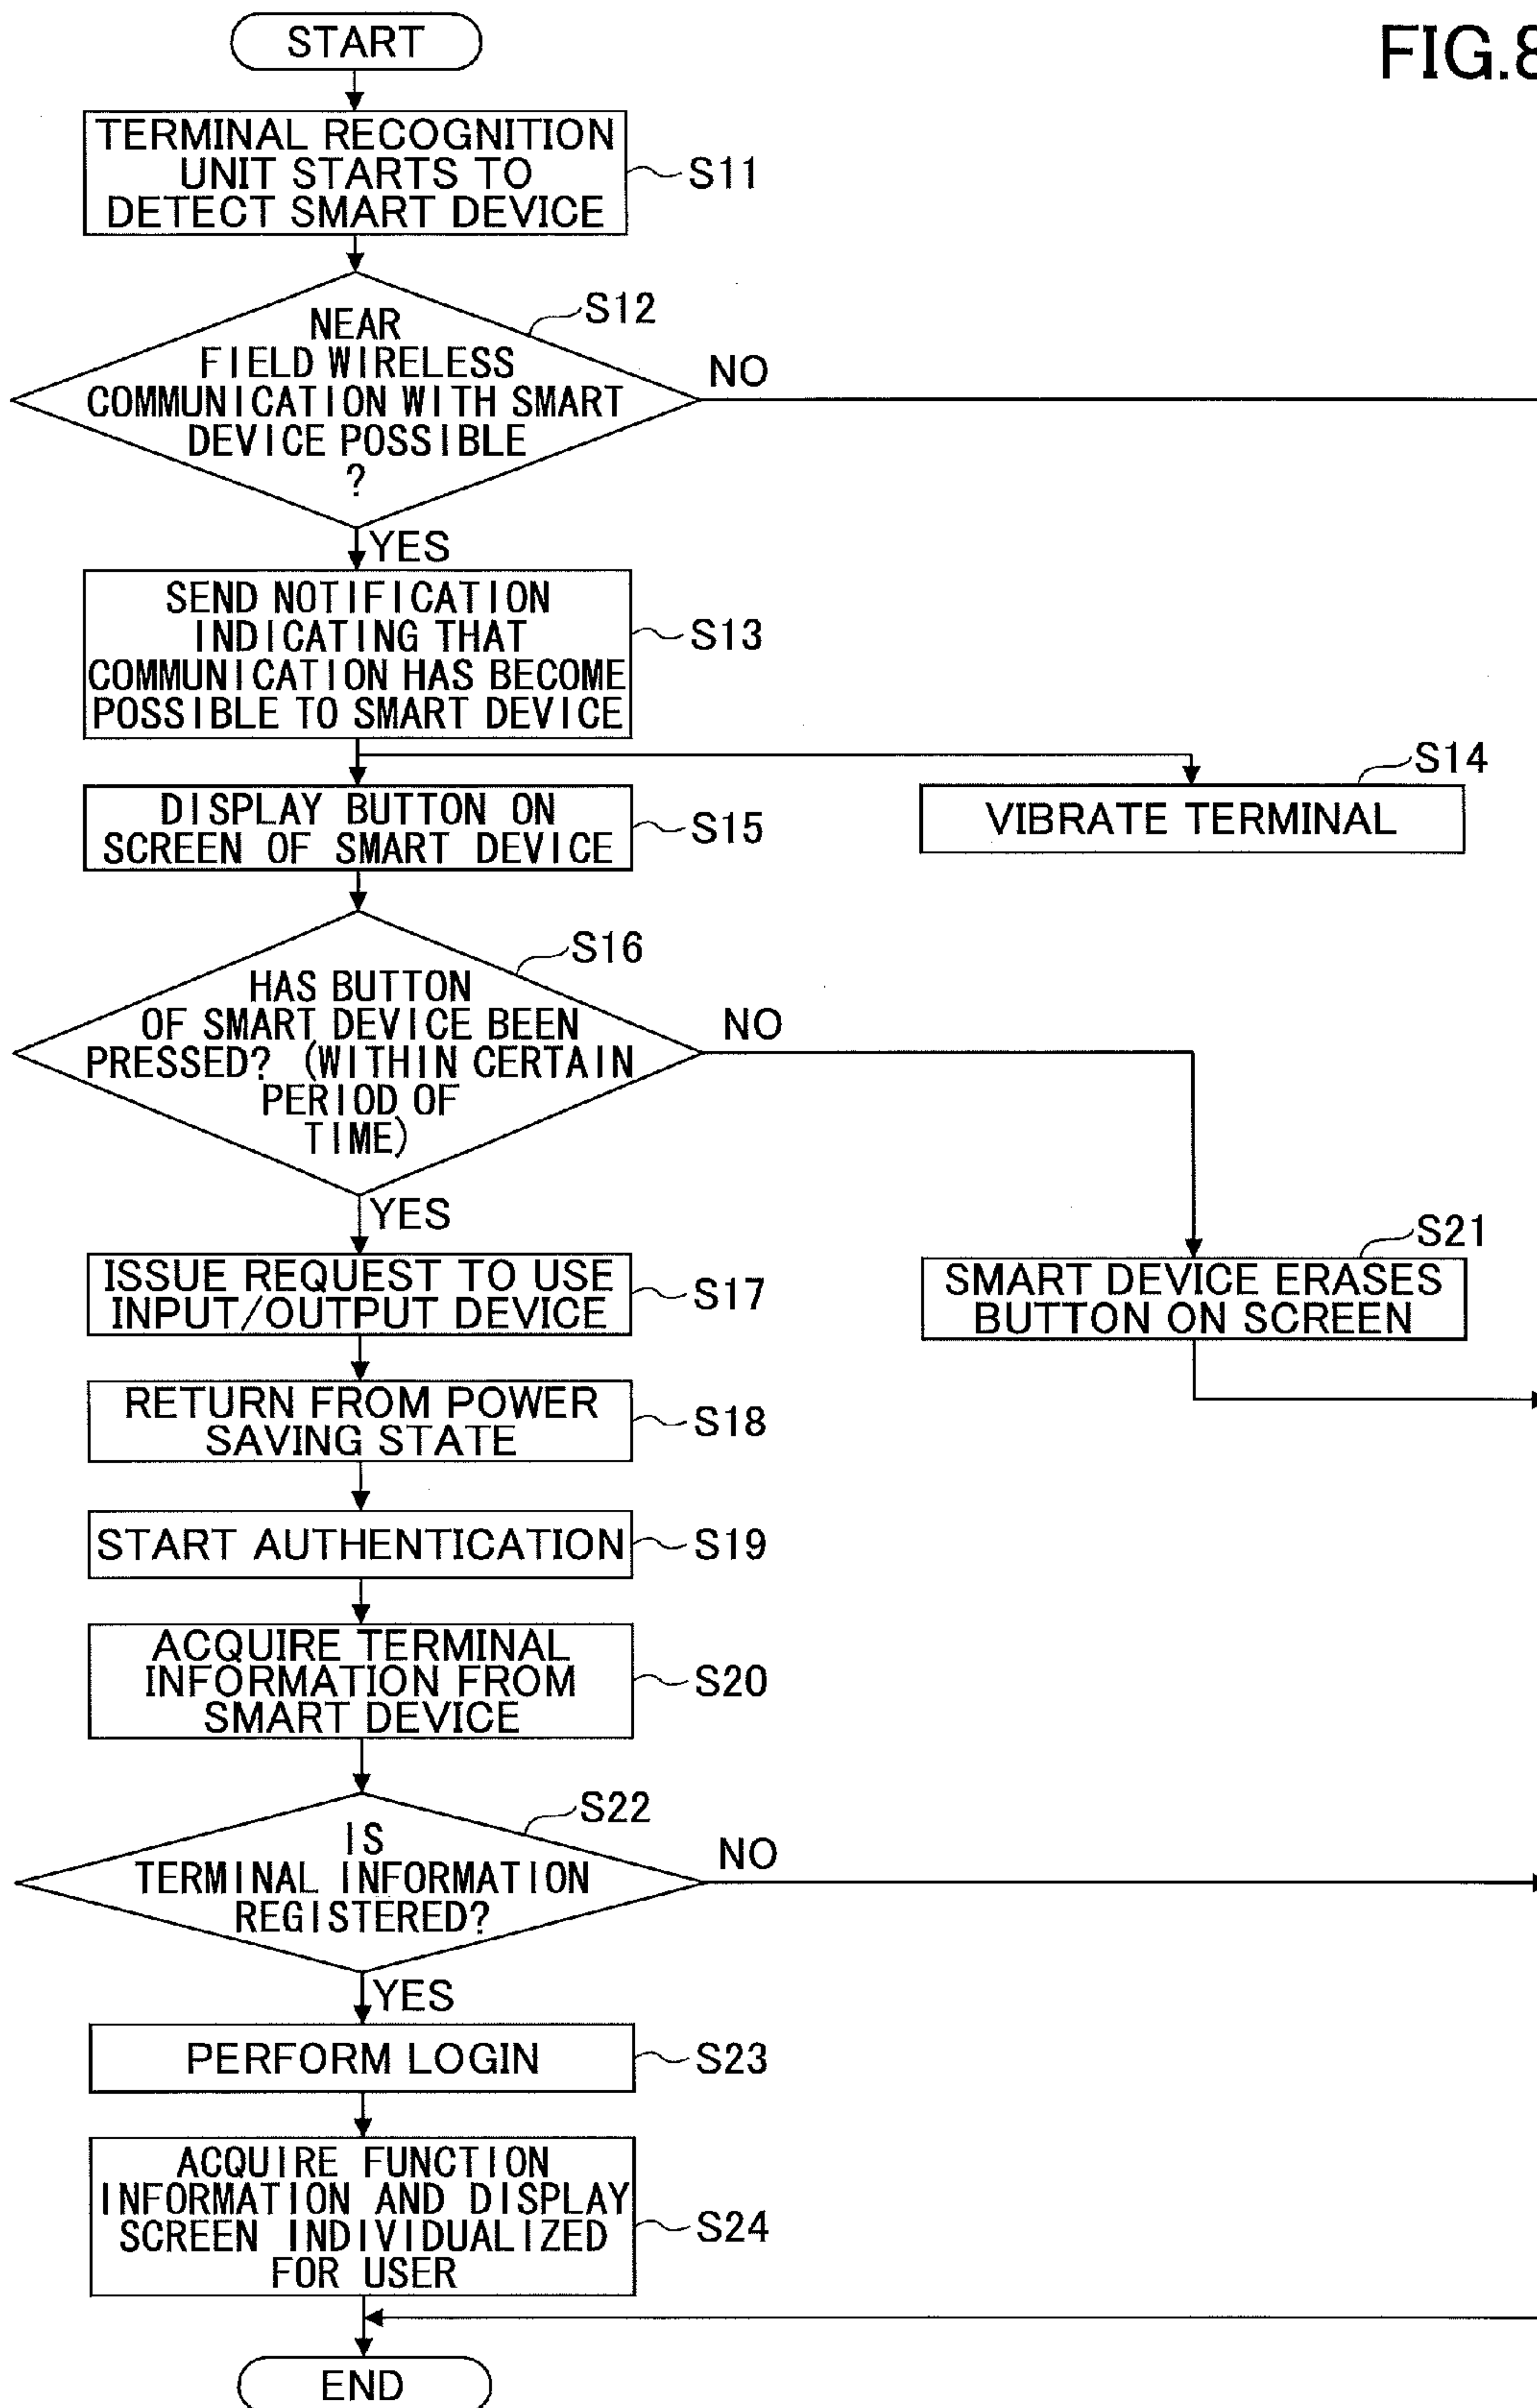 FIG.8
START
TERMINAL RECOGNITION
UNIT STARTS TO
DETECT SMART DEVICE
S11
S12
NEAR
FIELD WIRELESS
COMMUNICATION WITH SMART
DEVICE POSSIBLE
?
NO
YES
SEND NOTIFICATION
INDICATING THAT
COMMUNICATION HAS BECOME
POSSIBLE TO SMART DEVICE
S13
S14
VIBRATE TERMINAL
DISPLAY BUTTON ON
SCREEN OF SMART DEVICE
S15
S16
HAS BUTTON
OF SMART DEVICE BEEN
PRESSED? (WITHIN CERTAIN
PERIOD OF
TIME)
NO
YES
S21
SMART DEVICE ERASES
BUTTON ON SCREEN
ISSUE REQUEST TO USE
INPUT/OUTPUT DEVICE
S17
RETURN FROM POWER
SAVING STATE
S18
START AUTHENTICATION
S19
ACQUIRE TERMINAL
INFORMATION FROM
SMART DEVICE
S20
S22
IS
TERMINAL INFORMATION
REGISTERED?
NO
YES
PERFORM LOGIN
S23
ACQUIRE FUNCTION
INFORMATION AND DISPLAY
SCREEN INDIVIDUALIZED
FOR USER
S24
END